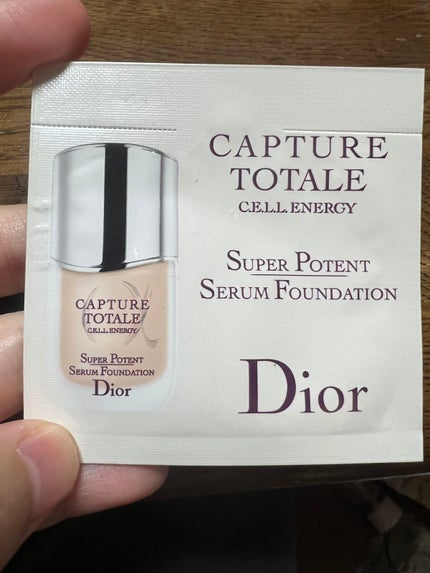 CAPTURE
TOTALE
C.E.L.L. ENERGY
SUPER POTENT
SERUM FOUNDATION
Dior
CAPTURE
TOTALE
C.E.L.L. ENERGY
SUPER POTENT
SERUM FOUNDATION
Dior